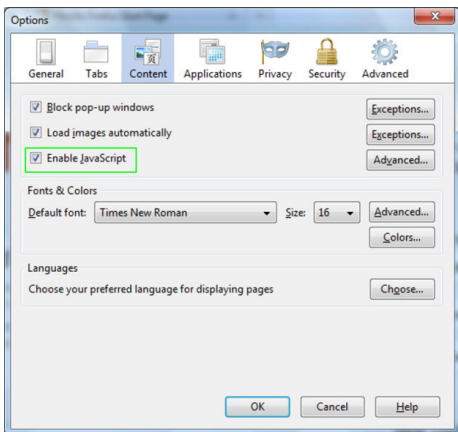 Options
General Tabs Content Applications Privacy Security Advanced
Block pop-up windows Exceptions...
Load images automatically Exceptions...
Enable JavaScript Advanced...
Fonts & Colors
Default font: Times New Roman Size: 16 Advanced...
Colors...
Languages
Choose your preferred language for displaying pages Choose...
OK Cancel Help